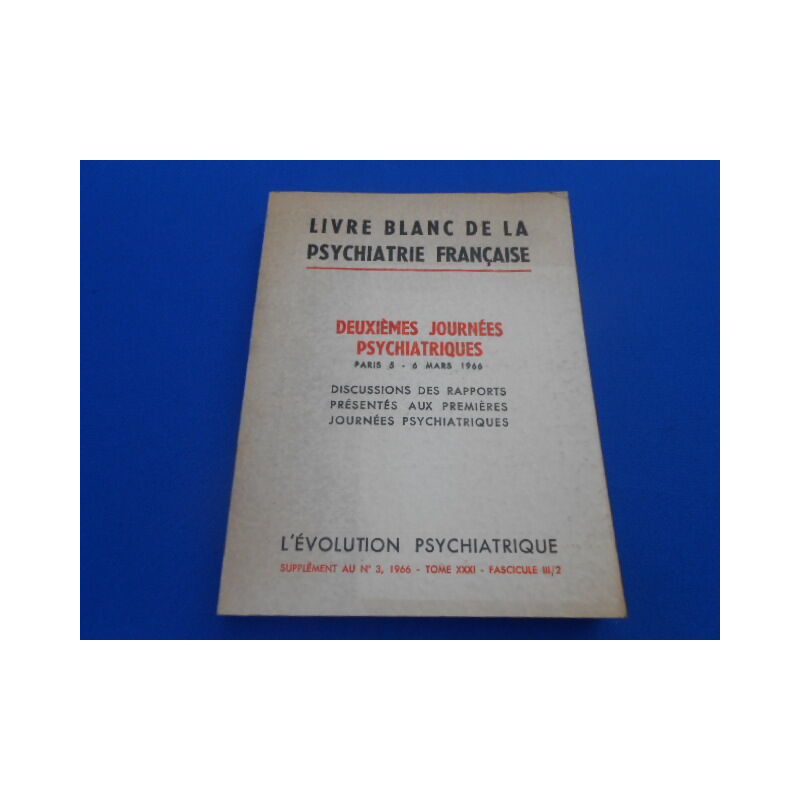 LIVRE BLANC DE LA
PSYCHIATRIE FRANÇAISE
DEUXIÈMES JOURNÉES
PSYCHIATRIQUES
PARIS 5 - 6 MARS 1966
DISCUSSIONS DES RAPPORTS
PRÉSENTÉS AUX PREMIÈRES
JOURNÉES PSYCHIATRIQUES
L'ÉVOLUTION PSYCHIATRIQUE
SUPPLÉMENT AU N° 3, 1966 - TOME XXXI - FASCICULE III/2